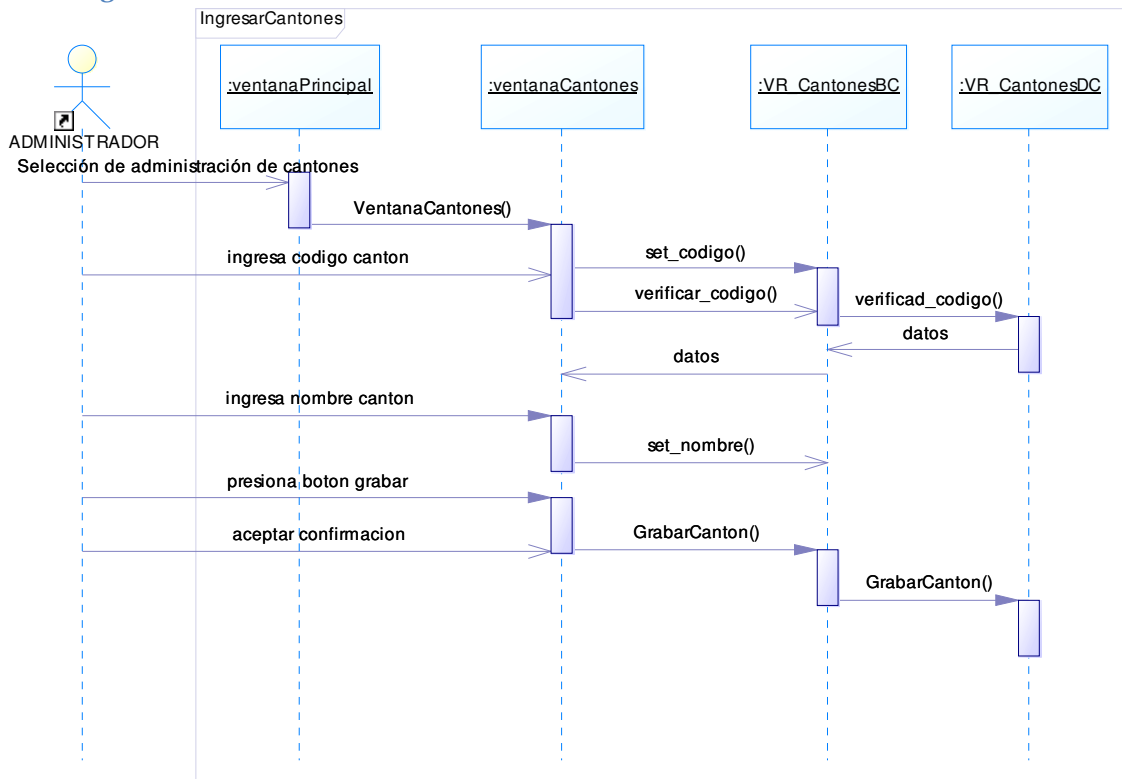 IngresarCantones
:ventanaPrincipal
:ventanaCantones
:VR_CantonesBC
:VR_CantonesDC
ADMINISTRADOR
Selección de administración de cantones
VentanaCantones()
ingresa codigo canton
set_codigo()
verificar_codigo()
verificad_codigo()
datos
datos
ingresa nombre canton
set_nombre()
presiona boton grabar
aceptar confirmacion
GrabarCanton()
GrabarCanton()